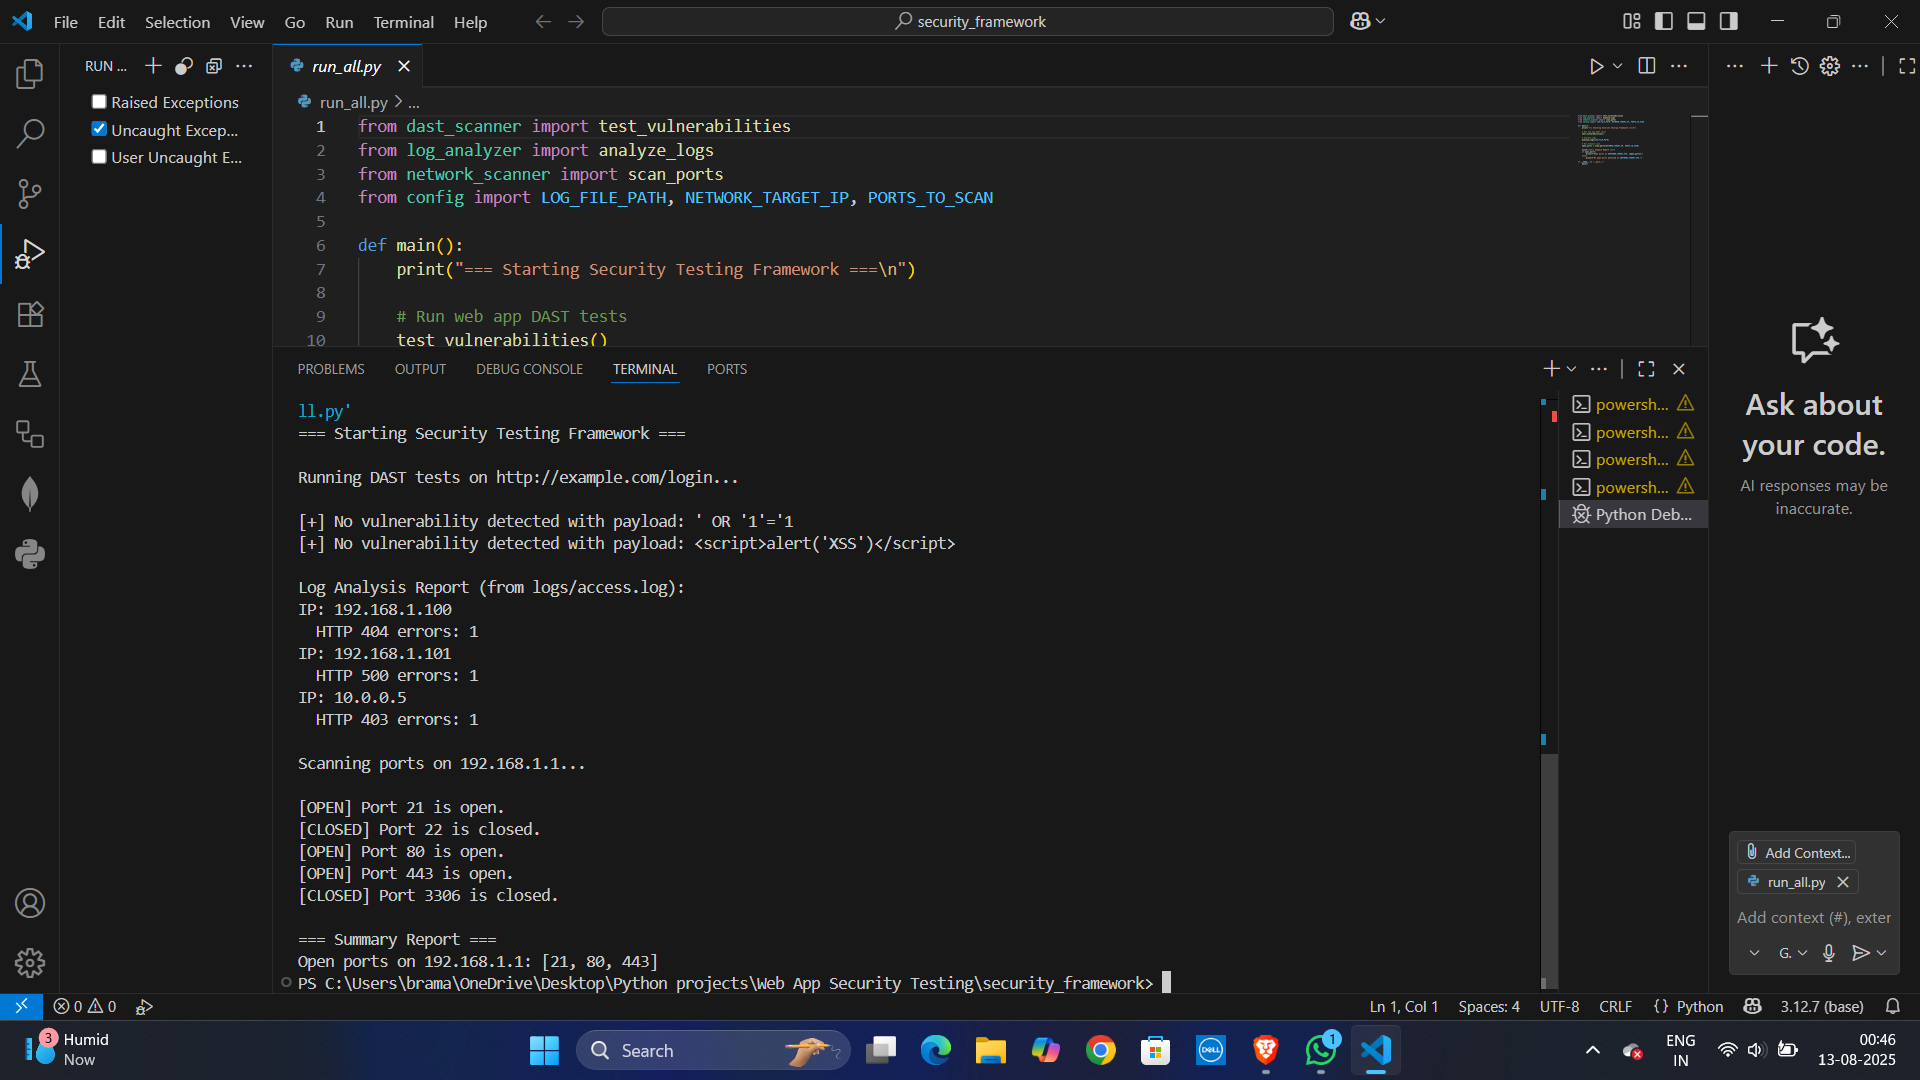 File Edit Selection View Go Run Terminal Help
security_framework
RUN ...
Raised Exceptions
Uncaught Excep...
User Uncaught E...
run_all.py
run_all.py > ...
1 from dast_scanner import test_vulnerabilities
2 from log_analyzer import analyze_logs
3 from network_scanner import scan_ports
4 from config import LOG_FILE_PATH, NETWORK_TARGET_IP, PORTS_TO_SCAN
5
6 def main():
7 print("=== Starting Security Testing Framework ===\n")
8
9 # Run web app DAST tests
10 test_vulnerabilities()
PROBLEMS OUTPUT DEBUG CONSOLE TERMINAL PORTS
ll.py'
=== Starting Security Testing Framework ===
Running DAST tests on http://example.com/login...
[+] No vulnerability detected with payload: ' OR '1'='1
[+] No vulnerability detected with payload: <script>alert('XSS')</script>
Log Analysis Report (from logs/access.log):
IP: 192.168.1.100
HTTP 404 errors: 1
IP: 192.168.1.101
HTTP 500 errors: 1
IP: 10.0.0.5
HTTP 403 errors: 1
Scanning ports on 192.168.1.1...
[OPEN] Port 21 is open.
[CLOSED] Port 22 is closed.
[OPEN] Port 80 is open.
[OPEN] Port 443 is open.
[CLOSED] Port 3306 is closed.
=== Summary Report ===
Open ports on 192.168.1.1: [21, 80, 443]
PS C:\Users\brama\OneDrive\Desktop\Python projects\Web App Security Testing\security_framework>
powersh...
powersh...
powersh...
powersh...
Python Deb...
Ask about
your code.
AI responses may be
inaccurate.
Add Context...
run_all.py
Add context (#), exter
G.
0 0
Ln 1, Col 1 Spaces: 4 UTF-8 CRLF {} Python 3.12.7 (base)
3
Humid
Now
Search
DELL
1
ENG
IN
00:46
13-08-2025